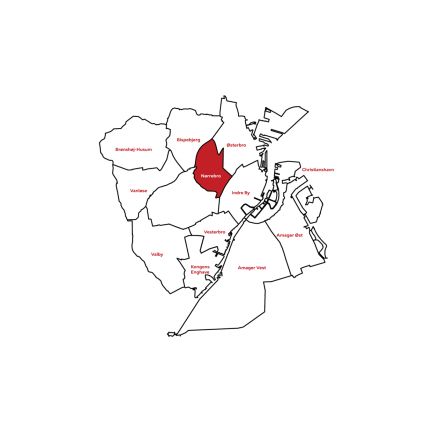 Bispebjerg
Østerbro
Brønshøj-Husum
Christianshavn
Nørrebro
Vanløse
Indre By
Vesterbro
Amager Øst
Valby
Kongens
Enghave
Amager Vest